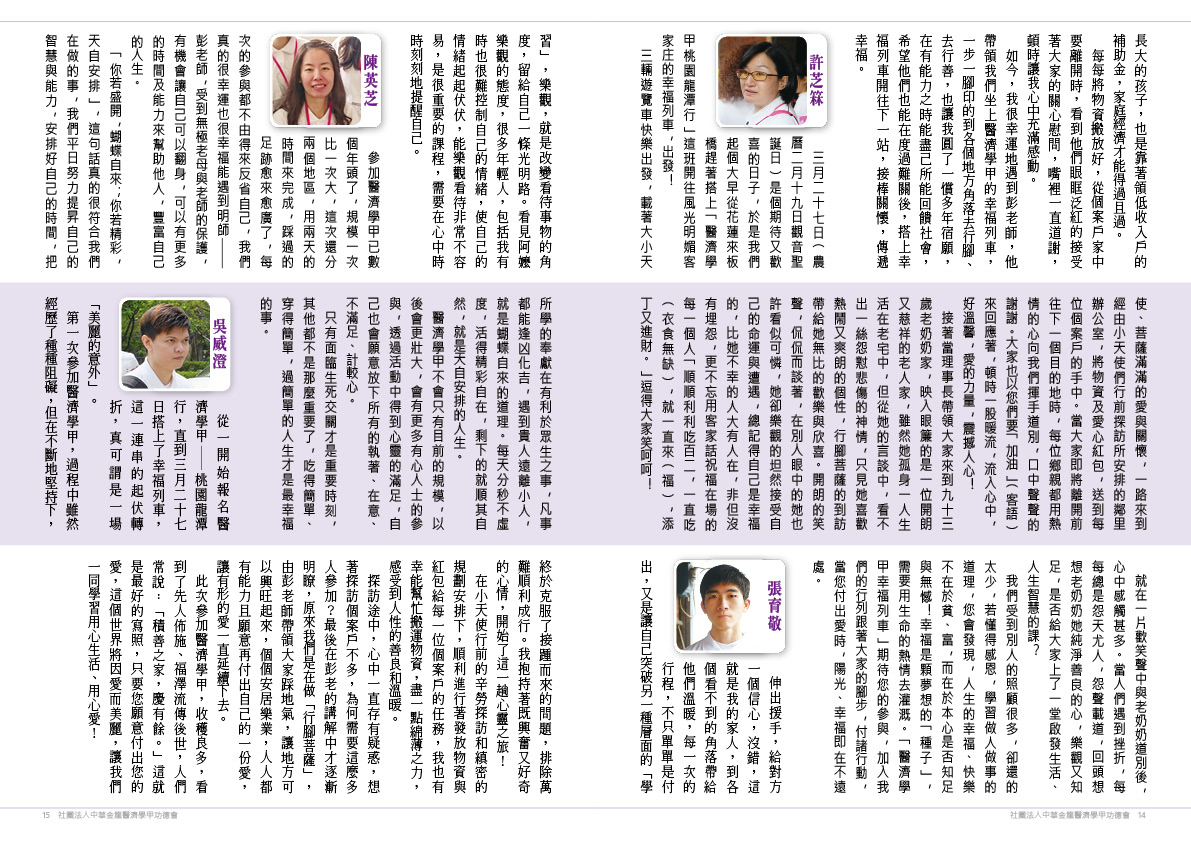 長大的孩子，也是靠著領低收入戶的
補助金，家庭經濟才能得過且過。
每每將物資搬放好，從個案戶家中
要離開時，看到他們眼眶泛紅的接受
著大家的關心慰問，嘴裡一直道謝，
頓時讓我心中充滿感動。
如今，我很幸運地遇到彭老師，他
帶領我們坐上醫濟學甲的幸福列車，
一步一腳印的到各個地方角落去行腳、
去行善，也讓我圓了一償多年宿願，
在有能力之時能盡己所能回饋社會，
希望他們也能在度過難關後，搭上幸
福列車開往下一站，接棒關懷，傳遞
幸福。
許芝箖
三月二十七日（農
曆二月十九日觀音聖
誕日）是個期待又歡
喜的日子，於是我們
起個大早從花蓮來板
橋趕著搭上「醫濟學
甲桃園龍潭行」這班開往風光明媚客
家庄的幸福列車，出發！
三輛遊覽車快樂出發，載著大小天
使、菩薩滿滿的愛與關懷，一路來到
經由小天使們行前探訪所安排的鄰里
辦公室，將物資及愛心紅包，送到每
位個案戶的手中。當大家即將離開前
往下一個目的地時，每位鄉親都用熱
情的心向我們揮手道別，口中聲聲的
謝謝。大家也以您們要「加油」（客語）
來回應著，頓時一股暖流，流入心中，
好溫馨，愛的力量，震撼人心！
接著當理事長帶領大家來到九十三
歲老奶奶家，映入眼簾的是一位開朗
又慈祥的老人家，雖然她孤身一人生
活在老宅中，但從她的言談中，看不
出一絲怨懟悲傷的神情，只見她喜歡
熱鬧又爽朗的個性，行腳菩薩的到訪
帶給她無比的歡樂與欣喜。開朗的笑
聲，侃侃而談著，在別人眼中的她也
許看似可憐，她卻樂觀的坦然接受自
己的命運與遭遇，總記得自己是幸福
的，比她不幸的人大有人在，非但沒
有埋怨，更不忘用客家話祝福在場的
每一個人「順順利利吃百二，一直吃
（衣食無缺），就一直來（福），添
丁又進財。」逗得大家笑呵呵！
就在一片歡笑聲中與老奶奶道別後，
心中感觸甚多。當人們遇到挫折，每
每總是怨天尤人，怨聲載道，回頭想
想老奶奶她純淨善良的心，樂觀又知
足，是否給大家上了一堂啟發生活、
人生智慧的課？
我們受到別人的照顧很多，卻還的
太少，若懂得感恩，學習做人做事的
道理，您會發現，人生的幸福、快樂
不在於貧、富，而在於本心是否知足
與無憾！幸福是顆夢想的「種子」，
需要用生命的熱情去灌溉。「醫濟學
甲幸福列車」期待您的參與，加入我
們的行列跟著大家的腳步，付諸行動，
當您付出愛時，陽光、幸福即在不遠
處。
張育敬
伸出援手，給對方
一個信心，沒錯，這
就是我的家人，到各
個看不到的角落帶給
他們溫暖，每一次的
行程，不只單單是付
出，又是讓自己突破另一種層面的「學
社團法人中華金龍醫濟學甲功德會 14
習」，樂觀，就是改變看待事物的角
度，留給自己一條光明路。看見阿嬤
樂觀的態度，很多年輕人，包括我有
時也很難控制自己的情緒，使自己的
情緒起起伏伏，能樂觀看待非常不容
易，是很重要的課程，需要在心中時
時刻刻地提醒自己。
陳英芝
參加醫濟學甲已數
個年頭了，規模一次
比一次大，這次還分
兩個地區，用兩天的
時間來完成，踩過的
足跡愈來愈廣了，每
次的參與都不由得來反省自己，我們
真的很幸運也很幸福能遇到明師——
彭老師，受到無極老母與老師的保護，
有機會讓自己可以翻身，可以有更多
的時間及能力來幫助他人，豐富自己
的人生。
「你若盛開，蝴蝶自來；你若精彩，
天自安排」，這句話真的很符合我們
在做的事，我們平日努力提昇自己的
智慧與能力，安排好自己的時間，把
所學的奉獻在有利於眾生之事，凡事
都能逢凶化吉，遇到貴人遠離小人，
就是蝴蝶自來的道理。每天分秒不虛
度，活得精彩自在，剩下的就順其自
然，就是天自安排的人生。
醫濟學甲不會只有目前的規模，以
後會更壯大，會有更多有心人士的參
與，透過活動中得到心靈的滿足，自
己也會願意放下所有的執著、在意、
不滿足、計較心。
只有面臨生死交關才是重要時刻，
其他都不是那麼重要了，吃得簡單、
穿得簡單，過簡單的人生才是最幸福
的事。
吳威澄
從一開始報名醫
濟學甲——桃園龍潭
行，直到三月二十七
日搭上了幸福列車，
這一連串的起伏轉
折，真可謂是一場
「美麗的意外」。
第一次參加醫濟學甲，過程中雖然
經歷了種種阻礙，但在不斷地堅持下，
終於克服了接踵而來的問題，排除萬
難順利成行。我抱持著既興奮又好奇
的心情，開始了這一趟心靈之旅！
在小天使行前的辛勞探訪和縝密的
規劃安排下，順利進行著發放物資與
紅包給每一位個案戶的任務，我也有
幸能幫忙搬運物資，盡一點綿薄之力，
感受到人性的善良和溫暖。
探訪途中，心中一直存有疑惑，想
著探訪個案戶不多，為何需要這麼多
人參加？最後在彭老的講解中才逐漸
明瞭，原來我們是在做「行腳菩薩」，
由彭老師帶領大家踩地氣，讓地方可
以興旺起來，個個安居樂業，人人都
有能力且願意再付出自己的一份愛，
讓有形的愛一直延續下去。
此次參加醫濟學甲，收穫良多，看
到了先人佈施、福澤流傳後世，人們
常說：「積善之家，慶有餘。」這就
是最好的寫照，只要您願意付出您的
愛，這個世界將因愛而美麗，讓我們
一同學習用心生活、用心愛！
15 社團法人中華金龍醫濟學甲功德會